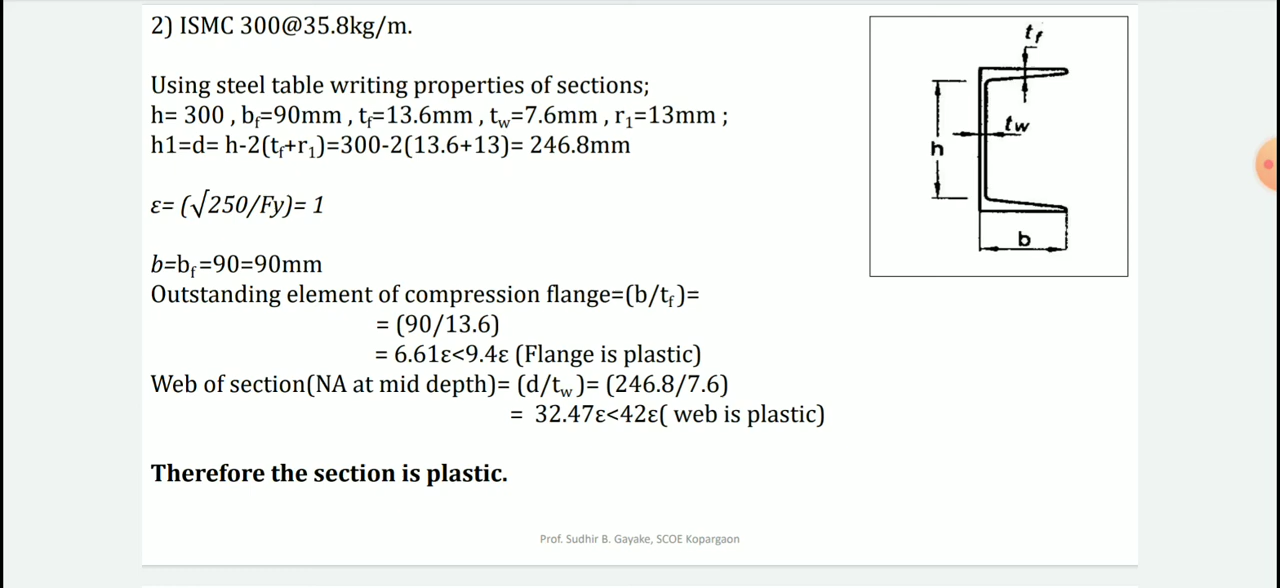 2) ISMC 300@35.8kg/m.
Using steel table writing properties of sections;
h= 300 , bf=90mm , tf=13.6mm , tw=7.6mm , r1=13mm ;
h1=d= h-2(tf+r1)=300-2(13.6+13)= 246.8mm
ε= (√250/Fy)= 1
b=bf=90=90mm
Outstanding element of compression flange=(b/tf)=
= (90/13.6)
= 6.61ε<9.4ε (Flange is plastic)
Web of section(NA at mid depth)= (d/tw)= (246.8/7.6)
= 32.47ε<42ε( web is plastic)
Therefore the section is plastic.
tf
tw
h
b
Prof. Sudhir B. Gayake, SCOE Kopargaon